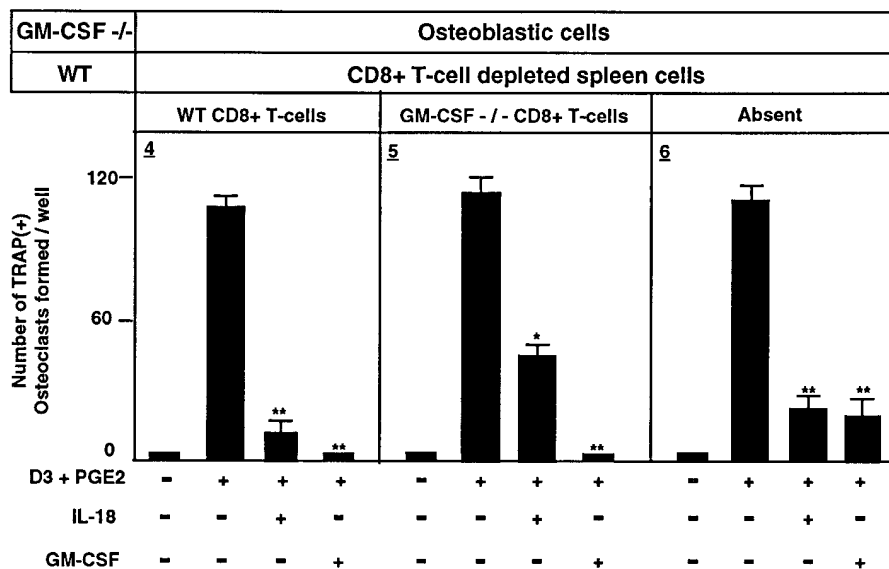 GM-CSF -/- Osteoblastic cells
WT CD8+ T-cell depleted spleen cells
WT CD8+ T-cells GM-CSF -/- CD8+ T-cells Absent
4 5 6
Number of TRAP(+)
Osteoclasts formed / well
120
60
0
* ** ** ** ** **
D3 + PGE2 - + + + - + + + - + + +
IL-18 - - + - - - + - - - + -
GM-CSF - - - + - - - + - - - +